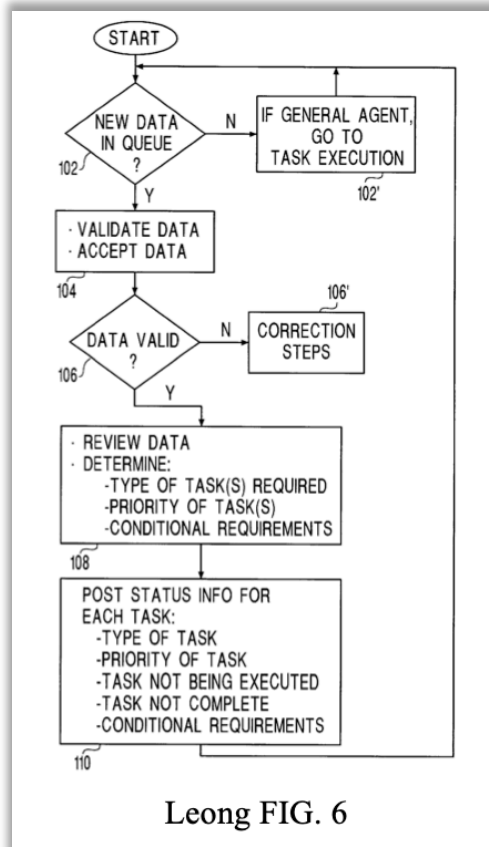 START
NEW DATA
IN QUEUE
?
102
N
IF GENERAL AGENT,
GO TO
TASK EXECUTION
102'
Y
· VALIDATE DATA
· ACCEPT DATA
104
DATA VALID
?
106
N
106'
CORRECTION
STEPS
Y
· REVIEW DATA
· DETERMINE:
-TYPE OF TASK(S) REQUIRED
-PRIORITY OF TASK(S)
-CONDITIONAL REQUIREMENTS
108
POST STATUS INFO FOR
EACH TASK:
-TYPE OF TASK
-PRIORITY OF TASK
-TASK NOT BEING EXECUTED
-TASK NOT COMPLETE
-CONDITIONAL REQUIREMENTS
110
Leong FIG. 6